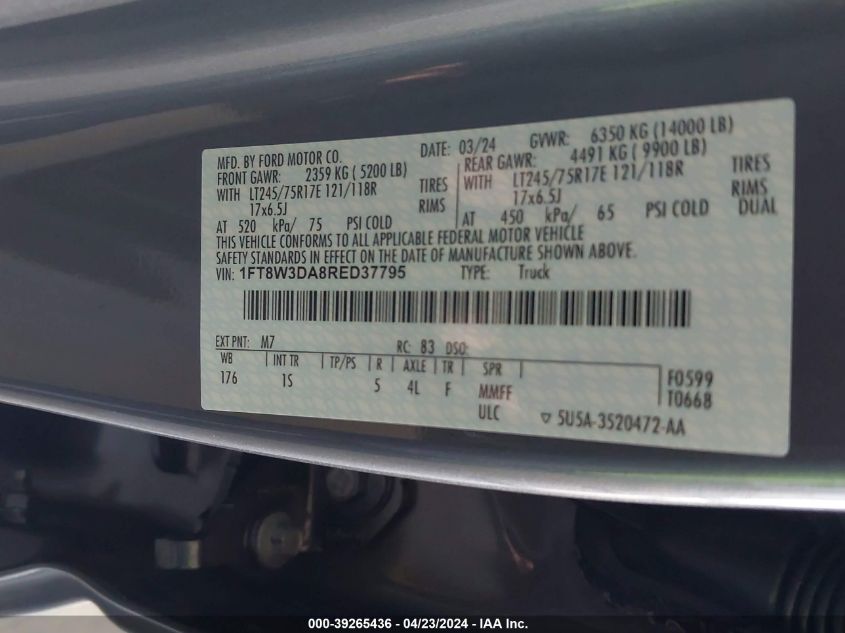 MFD. BY FORD MOTOR CO. DATE: 03/24 GVWR: 6350 KG (14000 LB)
FRONT GAWR: 2359 KG ( 5200 LB) REAR GAWR: 4491 KG ( 9900 LB)
WITH LT245/75R17E 121/118R TIRES WITH LT245/75R17E 121/118R TIRES
17x6.5J RIMS 17x6.5J RIMS
AT 520 kPa/ 75 PSI COLD AT 450 kPa/ 65 PSI COLD DUAL
THIS VEHICLE CONFORMS TO ALL APPLICABLE FEDERAL MOTOR VEHICLE
SAFETY STANDARDS IN EFFECT ON THE DATE OF MANUFACTURE SHOWN ABOVE.
VIN: 1FT8W3DA8RED37795 TYPE: Truck
EXT PNT: M7 RC: 83 DSO:
WB INT TR TP/PS R AXLE TR SPR
176 1S 5 4L F MMFF
ULC
F0599
T0668
▽ 5U5A-3520472-AA
000-39265436 - 04/23/2024 - IAA Inc.